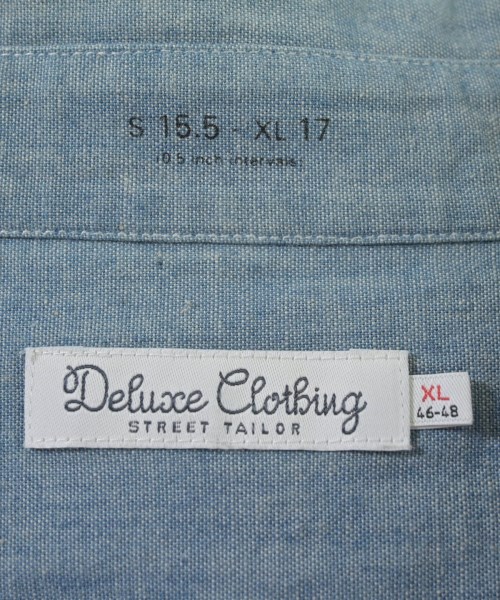 S 15.5 - XL 17
(0.5 inch intervals)
Deluxe Clothing
STREET TAILOR
XL
46-48